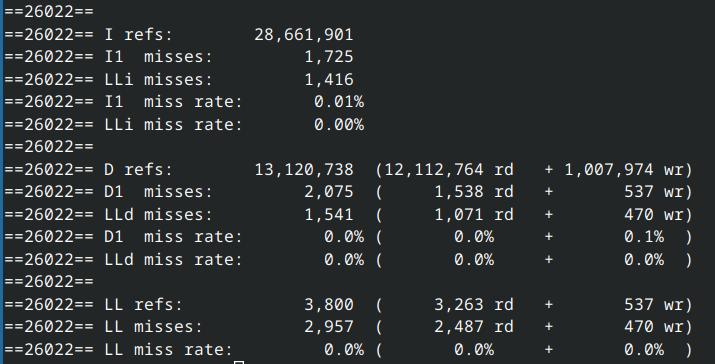 ==26022==
==26022== I refs:        28,661,901
==26022== I1  misses:         1,725
==26022== LLi misses:         1,416
==26022== I1  miss rate:       0.01%
==26022== LLi miss rate:       0.00%
==26022==
==26022== D refs:        13,120,738  (12,112,764 rd   + 1,007,974 wr)
==26022== D1  misses:         2,075  (     1,538 rd   +       537 wr)
==26022== LLd misses:         1,541  (     1,071 rd   +       470 wr)
==26022== D1  miss rate:        0.0% (       0.0%     +       0.1%  )
==26022== LLd miss rate:        0.0% (       0.0%     +       0.0%  )
==26022==
==26022== LL refs:            3,800  (     3,263 rd   +       537 wr)
==26022== LL misses:          2,957  (     2,487 rd   +       470 wr)
==26022== LL miss rate:         0.0% (       0.0%     +       0.0%  )